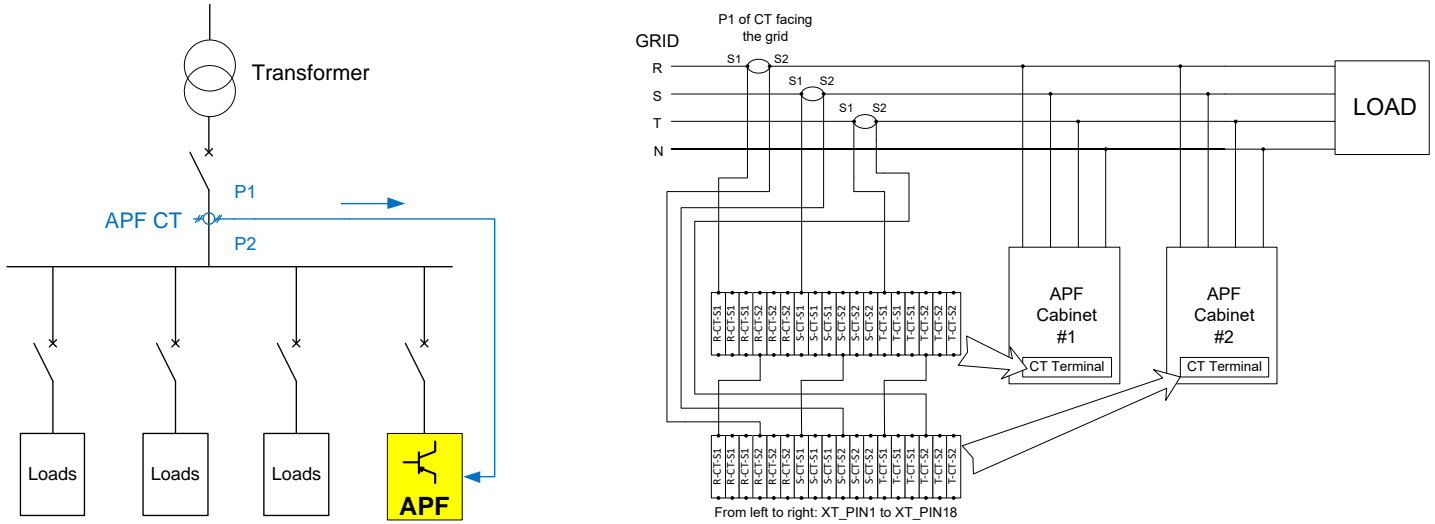 Transformer
P1
APF CT
P2
Loads
Loads
Loads
APF
P1 of CT facing
the grid
GRID
S1
S2
R
S1
S2
S
S1
S2
T
N
LOAD
R-CT-S1
R-CT-S1
R-CT-S1
R-CT-S2
R-CT-S2
R-CT-S2
S-CT-S1
S-CT-S1
S-CT-S1
S-CT-S2
S-CT-S2
S-CT-S2
T-CT-S1
T-CT-S1
T-CT-S1
T-CT-S2
T-CT-S2
T-CT-S2
APF
Cabinet
#1
CT Terminal
APF
Cabinet
#2
CT Terminal
R-CT-S1
R-CT-S1
R-CT-S1
R-CT-S2
R-CT-S2
R-CT-S2
S-CT-S1
S-CT-S1
S-CT-S1
S-CT-S2
S-CT-S2
S-CT-S2
T-CT-S1
T-CT-S1
T-CT-S1
T-CT-S2
T-CT-S2
T-CT-S2
From left to right: XT_PIN1 to XT_PIN18